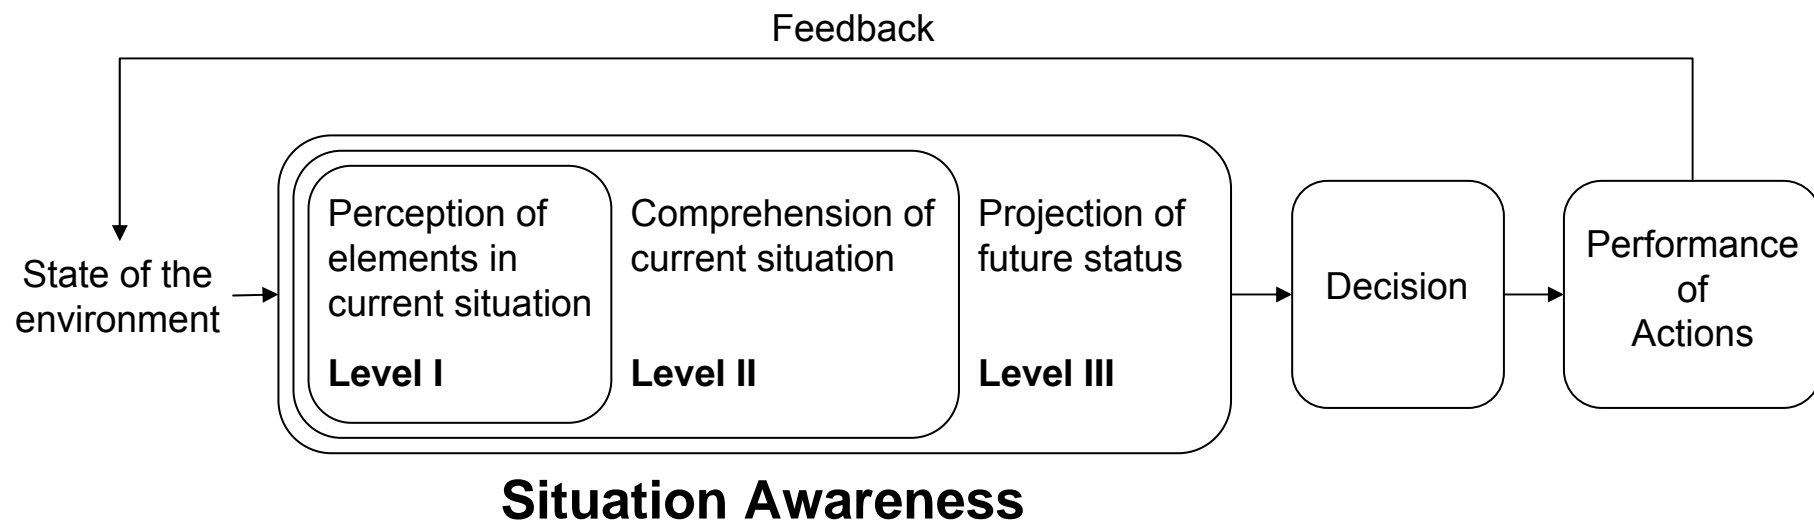 Feedback
State of the
environment
Perception of
elements in
current situation
Level I
Comprehension of
current situation
Level II
Projection of
future status
Level III
Decision
Performance
of
Actions
Situation Awareness